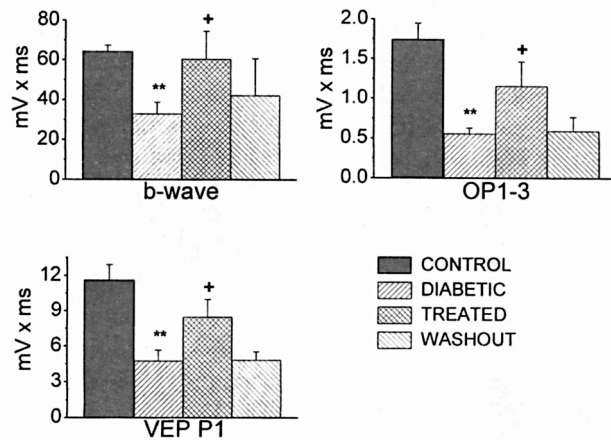 80
60
40
20
0
mV x ms
**
+
b-wave
2.0
1.5
1.0
0.5
0.0
mV x ms
**
+
OP1-3
12
9
6
3
0
mV x ms
**
+
VEP P1
CONTROL
DIABETIC
TREATED
WASHOUT